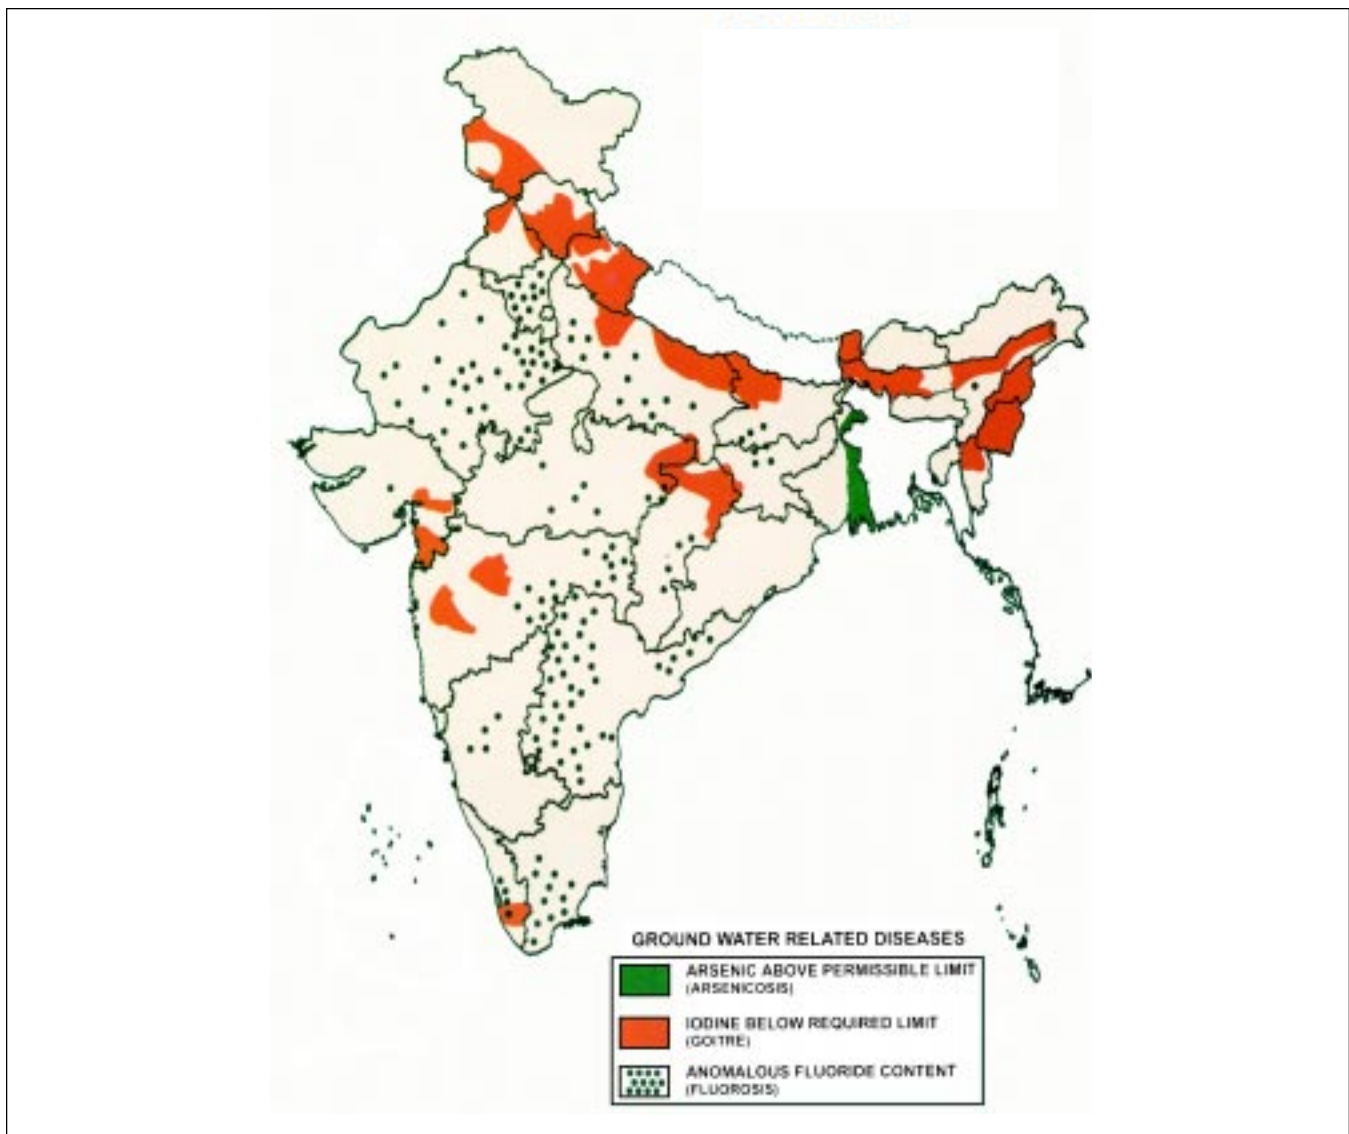 GROUND WATER RELATED DISEASES
ARSENIC ABOVE PERMISSIBLE LIMIT
(ARSENICOSIS)
IODINE BELOW REQUIRED LIMIT
(GOITRE)
ANOMALOUS FLUORIDE CONTENT
(FLUOROSIS)